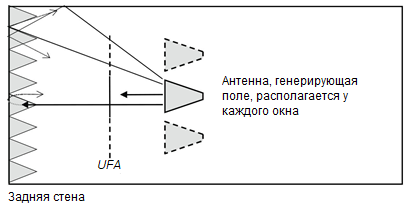 Антенна, генерирующая
поле, располагается у
каждого окна
UFA
Задняя стена